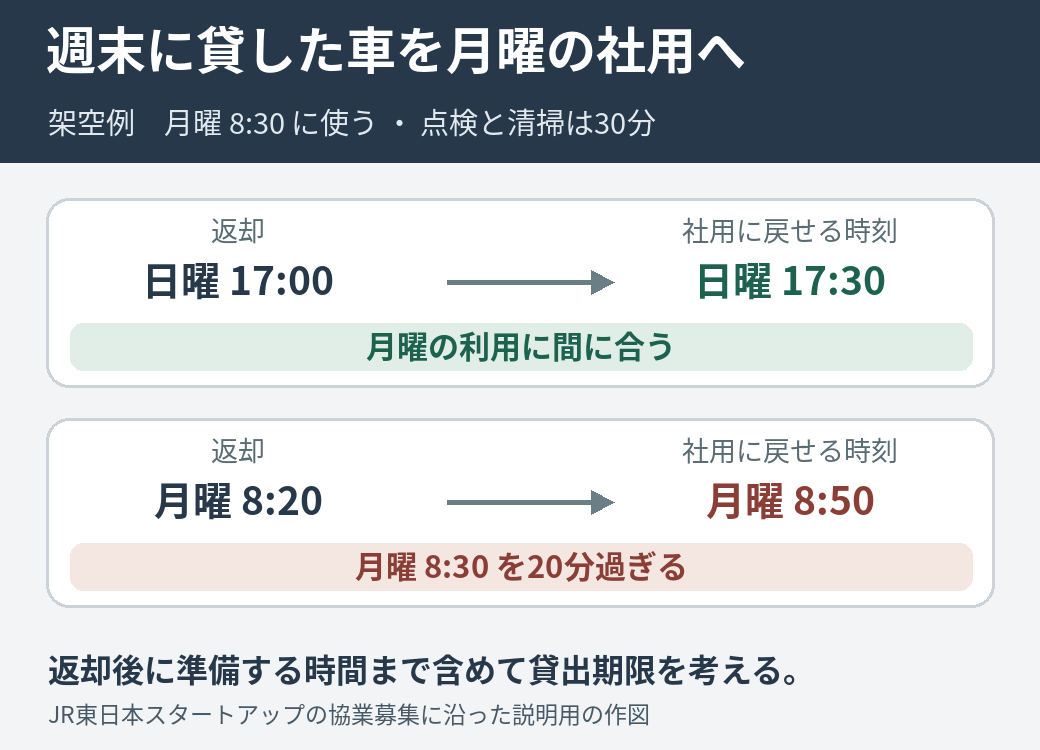 週末に貸した車を月曜の社用へ
架空例　月曜 8:30 に使う ・ 点検と清掃は30分
返却
社用に戻せる時刻
日曜 17:00
日曜 17:30
月曜の利用に間に合う
返却
社用に戻せる時刻
月曜 8:20
月曜 8:50
月曜 8:30 を20分過ぎる
返却後に準備する時間まで含めて貸出期限を考える。
JR東日本スタートアップの協業募集に沿った説明用の作図